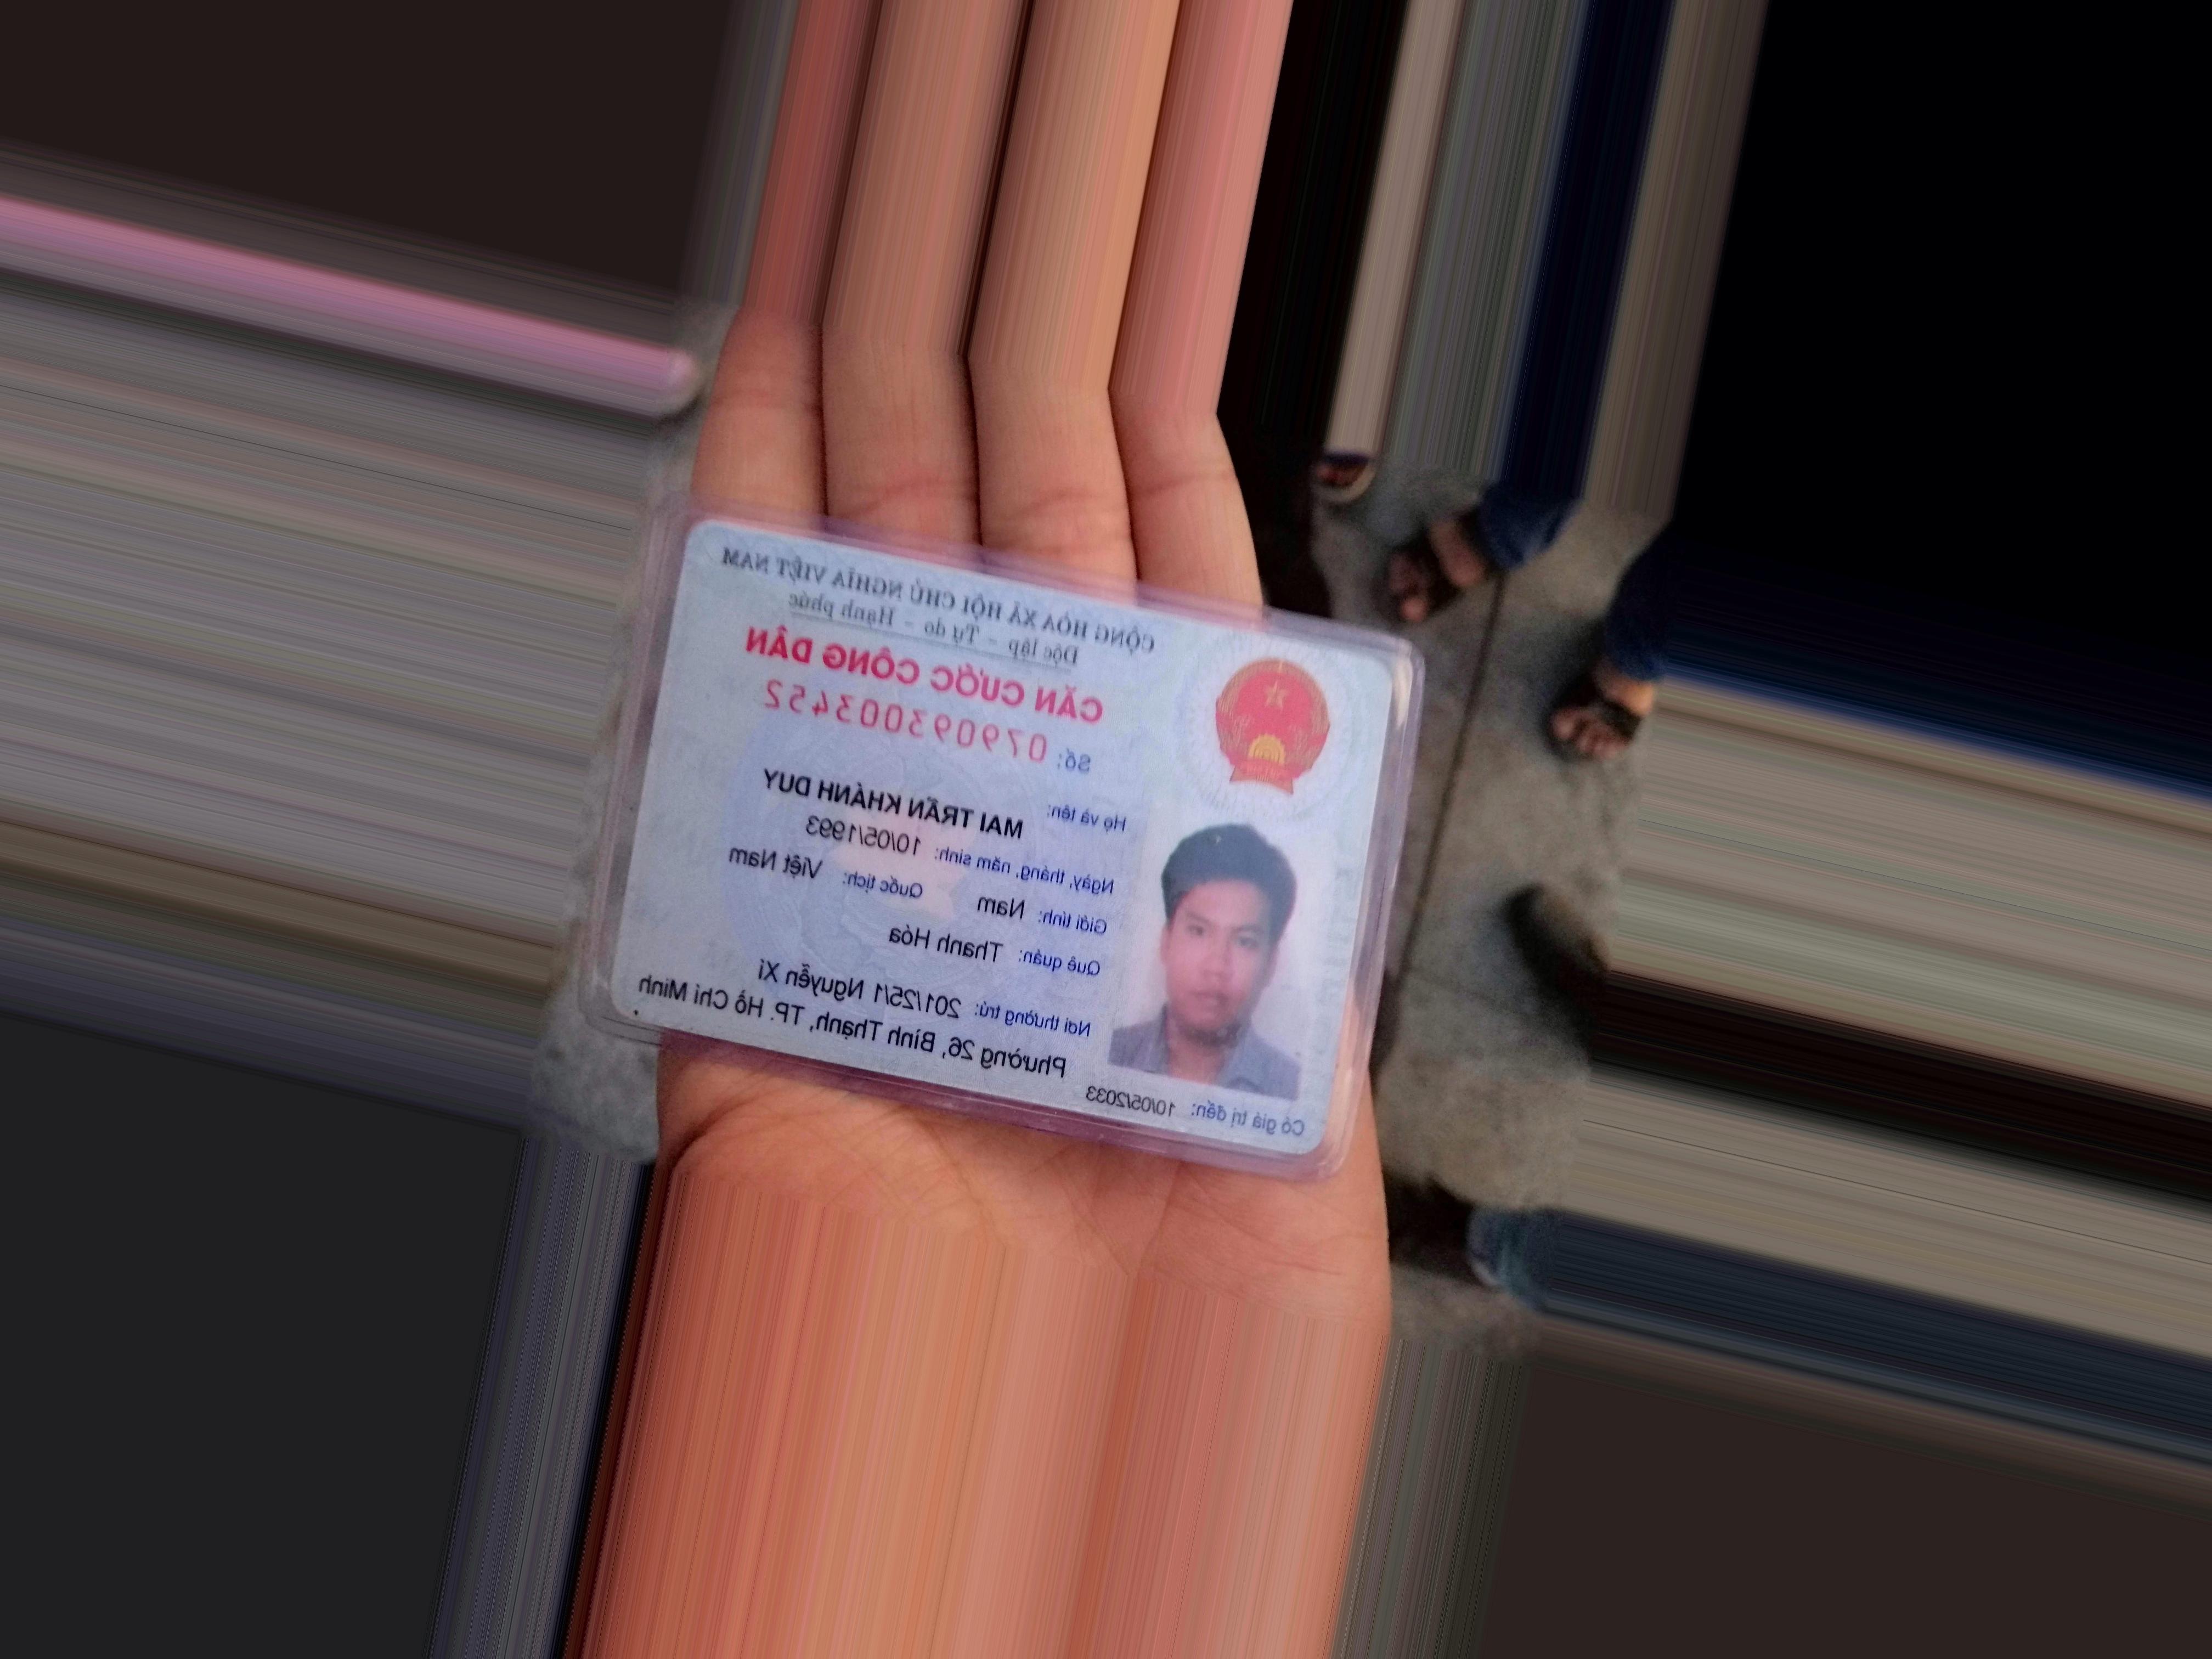 CỘNG HÒA XÃ HỘI CHỦ NGHĨA VIỆT NAM
Độc lập - Tự do - Hạnh phúc
CĂN CƯỚC CÔNG DÂN
Số: 079093003452
Họ và tên: MAI TRẦN KHÁNH DUY
Ngày, tháng, năm sinh: 10/05/1993
Giới tính: Nam Quốc tịch: Việt Nam
Quê quán: Thanh Hóa
Nơi thường trú: 201/25/1 Nguyễn Xí
Phường 26, Bình Thạnh, TP. Hồ Chí Minh
Có giá trị đến: 10/05/2033